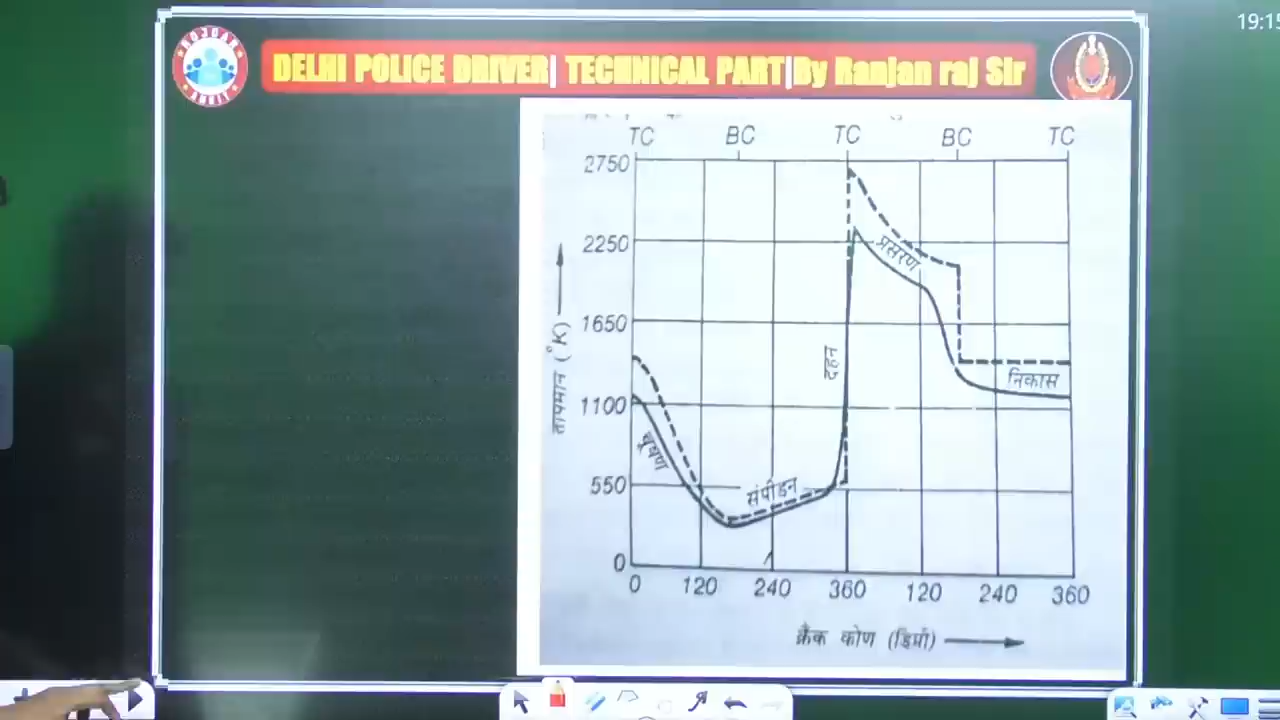 19:15
ROJGAR
DELHI POLICE DRIVER| TECHNICAL PART|By Ranjan raj Sir
TC BC TC BC TC
2750
2250
1650
1100
550
0
तापमान (°K)
चूषण
संपीडन
दहन
प्रसरण
निकास
0 120 240 360 120 240 360
क्रैंक कोण (डिग्री)